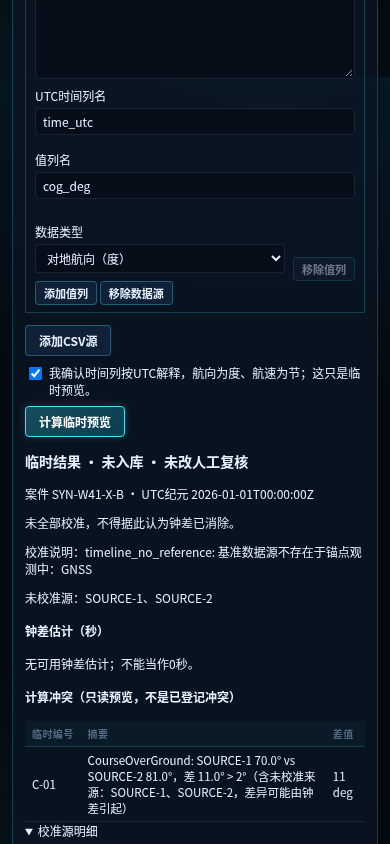 UTC时间列名
time_utc
值列名
cog_deg
数据类型
对地航向（度）
移除值列
添加值列 移除数据源
添加CSV源
我确认时间列按UTC解释，航向为度、航速为节；这只是临
时预览。
计算临时预览
临时结果 · 未入库 · 未改人工复核
案件 SYN-W41-X-B · UTC纪元 2026-01-01T00:00:00Z
未全部校准，不得据此认为钟差已消除。
校准说明：timeline_no_reference: 基准数据源不存在于锚点观
测中：GNSS
未校准源：SOURCE-1、SOURCE-2
钟差估计（秒）
无可用钟差估计；不能当作0秒。
计算冲突（只读预览，不是已登记冲突）
临时编号 摘要 差值
CourseOverGround: SOURCE-1 70.0° vs
SOURCE-2 81.0°，差 11.0° > 2°（含未校准来
源：SOURCE-1、SOURCE-2，差异可能由钟
差引起）
C-01
11
deg
▼ 校准源明细